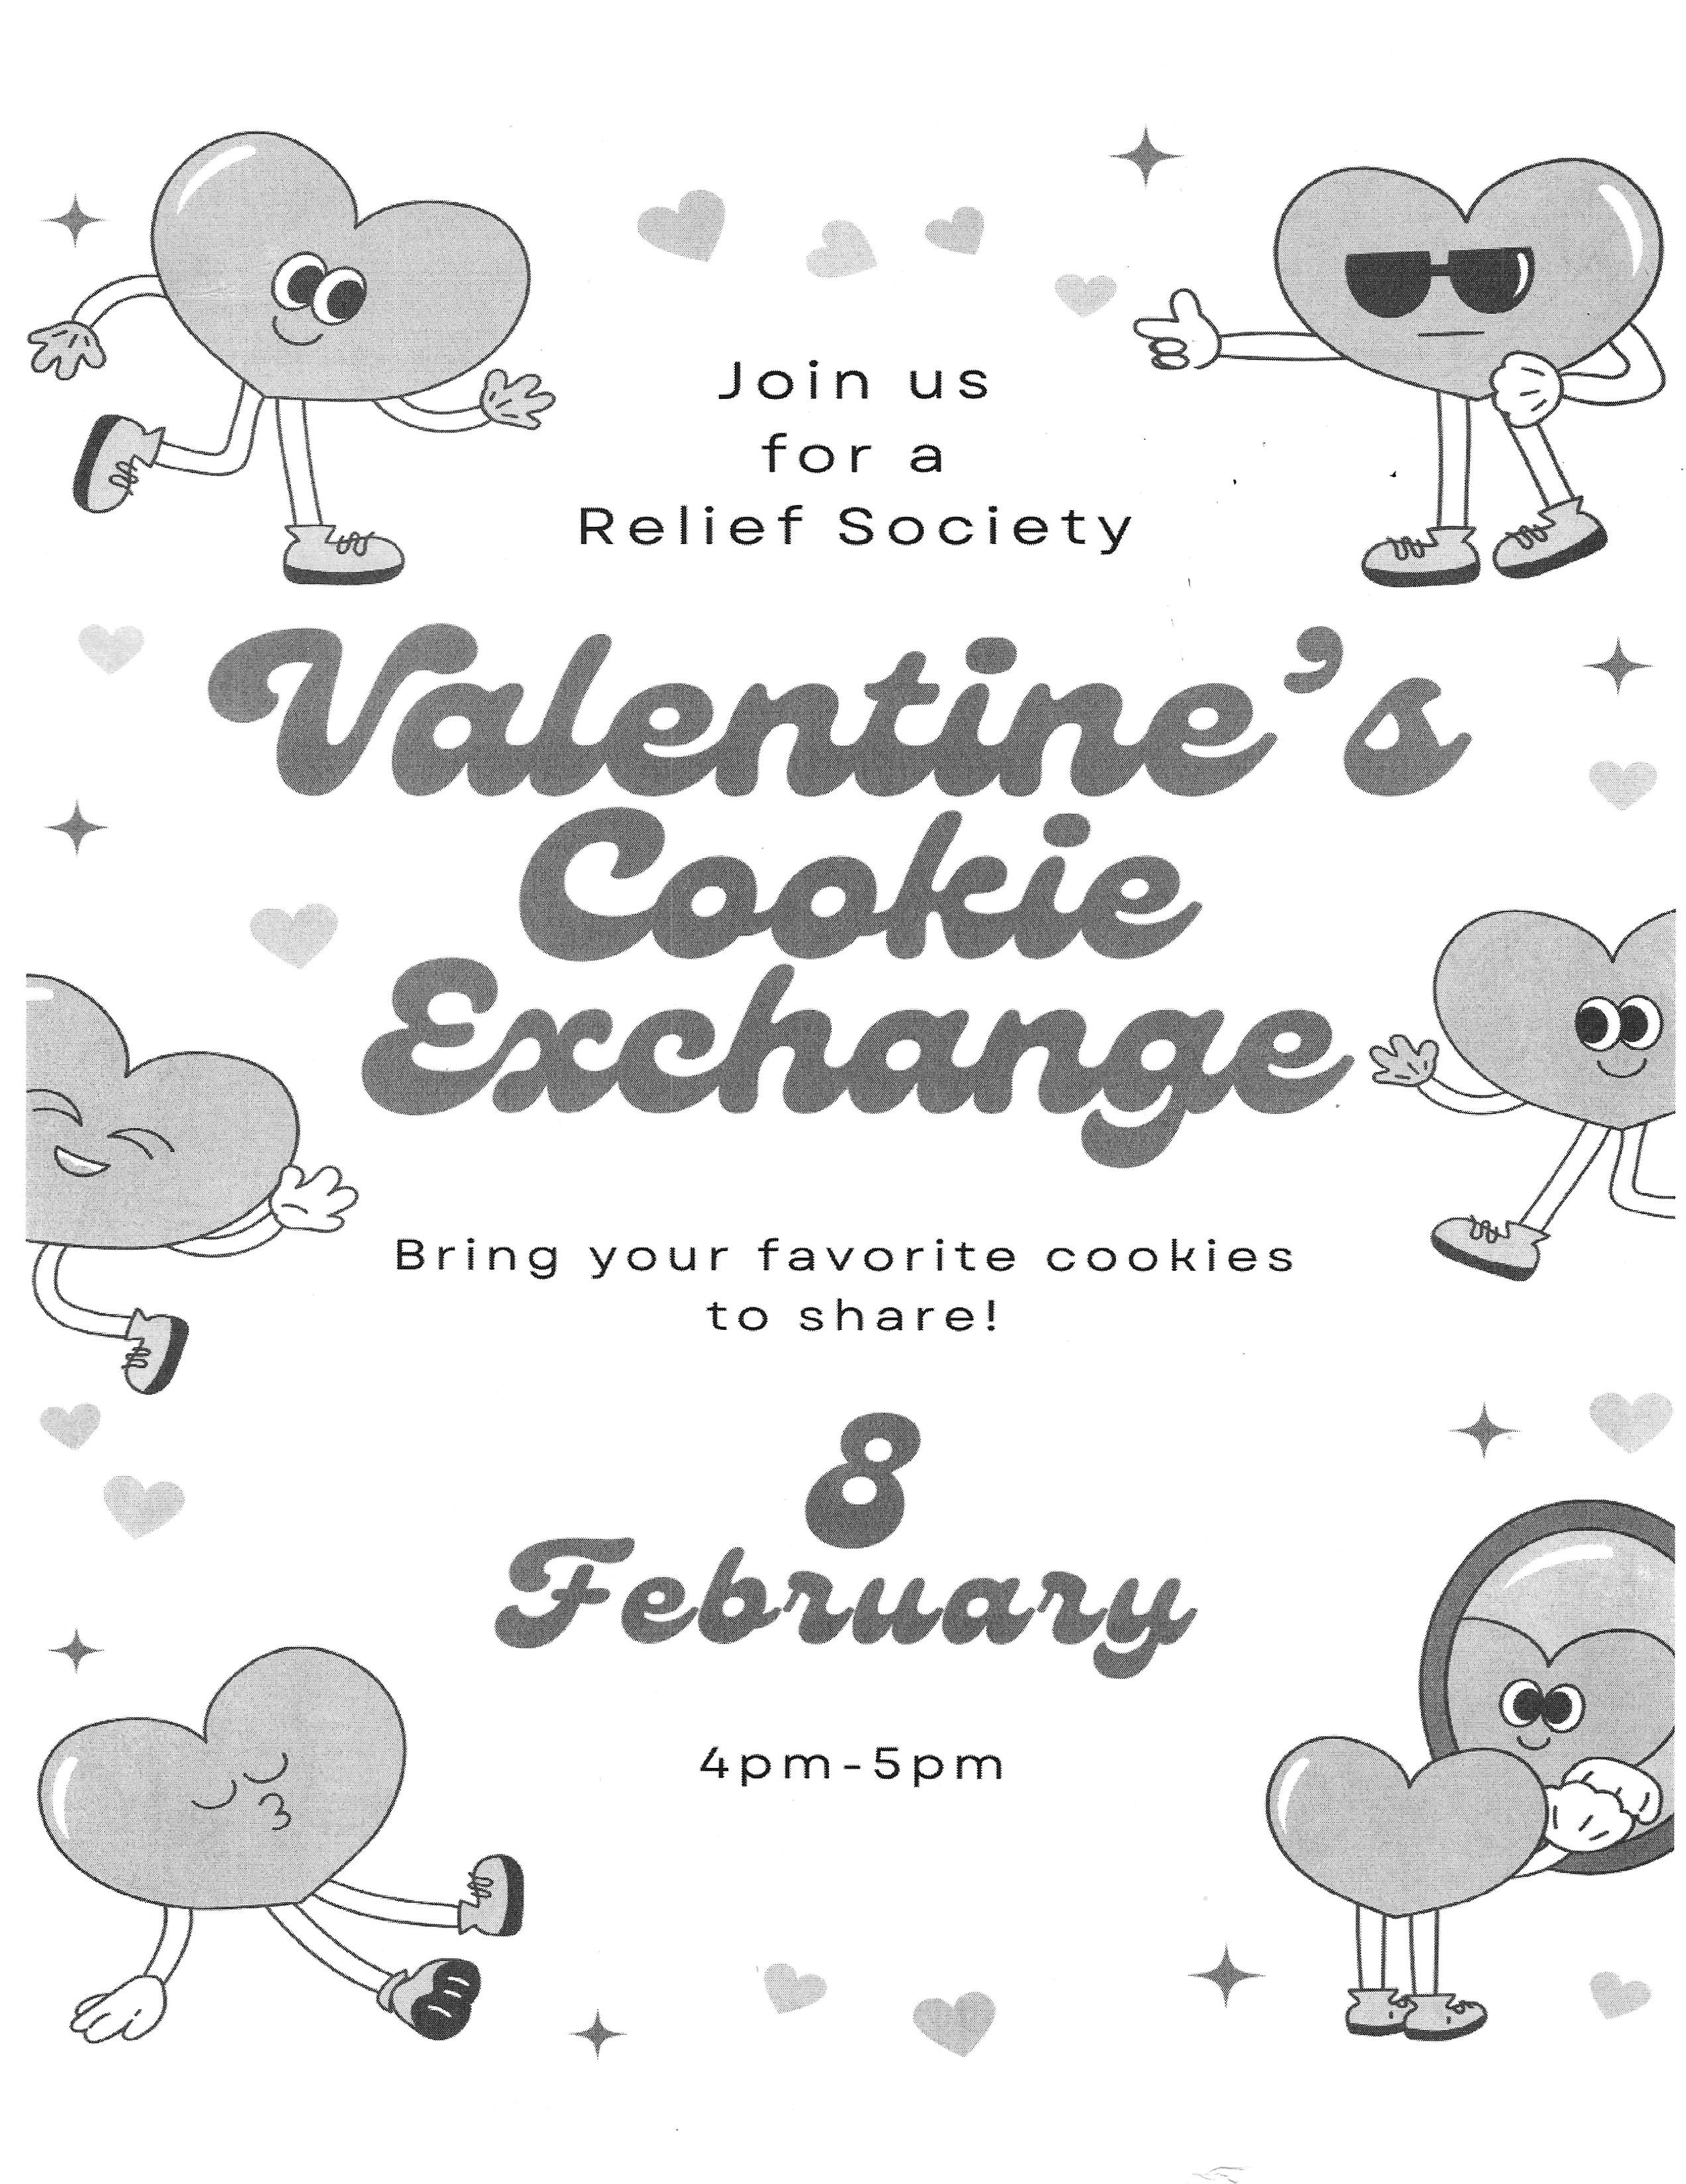 Join us
for a
Relief Society
Valentine's
Cookie
Exchange
Bring your favorite cookies
to share!
8
February
4pm-5pm